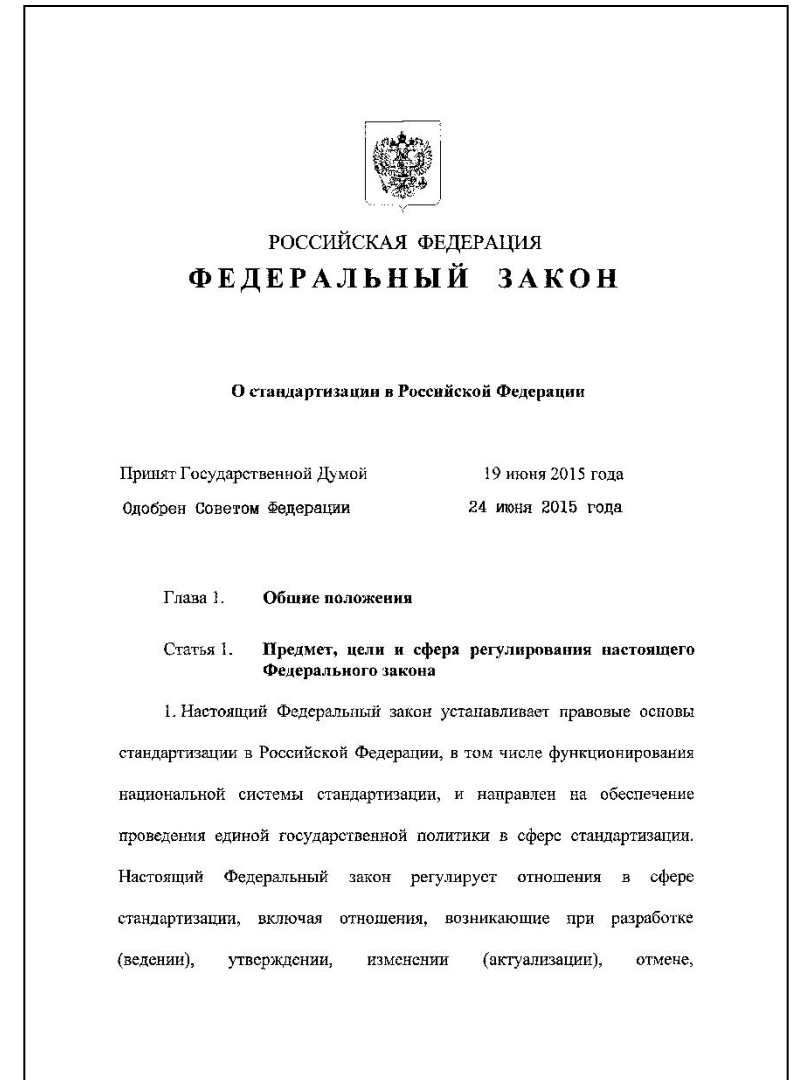 РОССИЙСКАЯ ФЕДЕРАЦИЯ
ФЕДЕРАЛЬНЫЙ ЗАКОН
О стандартизации в Российской Федерации
Принят Государственной Думой 19 июня 2015 года
Одобрен Советом Федерации 24 июня 2015 года
Глава 1. Общие положения
Статья 1. Предмет, цели и сфера регулирования настоящего
Федерального закона
1. Настоящий Федеральный закон устанавливает правовые основы
стандартизации в Российской Федерации, в том числе функционирования
национальной системы стандартизации, и направлен на обеспечение
проведения единой государственной политики в сфере стандартизации.
Настоящий Федеральный закон регулирует отношения в сфере
стандартизации, включая отношения, возникающие при разработке
(ведении), утверждении, изменении (актуализации), отмене,